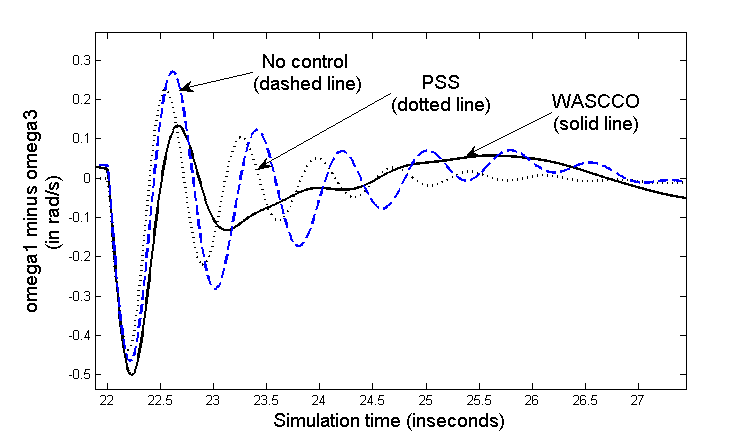 No control
(dashed line)
PSS
(dotted line)
WASCCO
(solid line)
omega1 minus omega3
(in rad/s)
0.3
0.2
0.1
0
-0.1
-0.2
-0.3
-0.4
-0.5
22
22.5
23
23.5
24
24.5
25
25.5
26
26.5
27
Simulation time (inseconds)